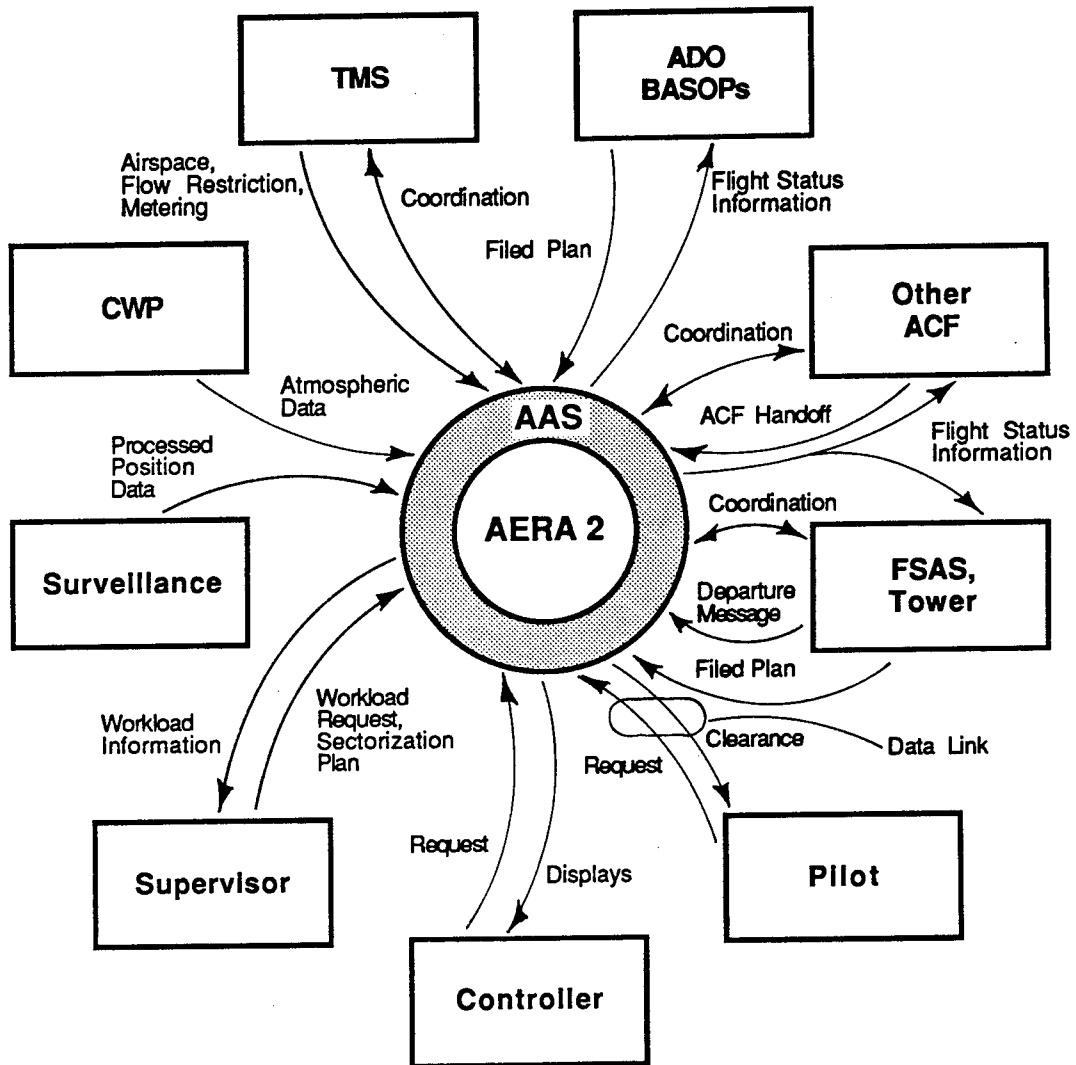 TMS
ADO
BASOPs
Airspace,
Flow Restriction,
Metering
Coordination
Flight Status
Information
Filed Plan
CWP
Other
ACF
Coordination
Atmospheric
Data
AAS
ACF Handoff
Flight Status
Information
Processed
Position
Data
Coordination
AERA 2
Surveillance
FSAS,
Tower
Departure
Message
Filed Plan
Workload
Information
Workload
Request,
Sectorization
Plan
Clearance
Data Link
Request
Request
Displays
Supervisor
Pilot
Controller